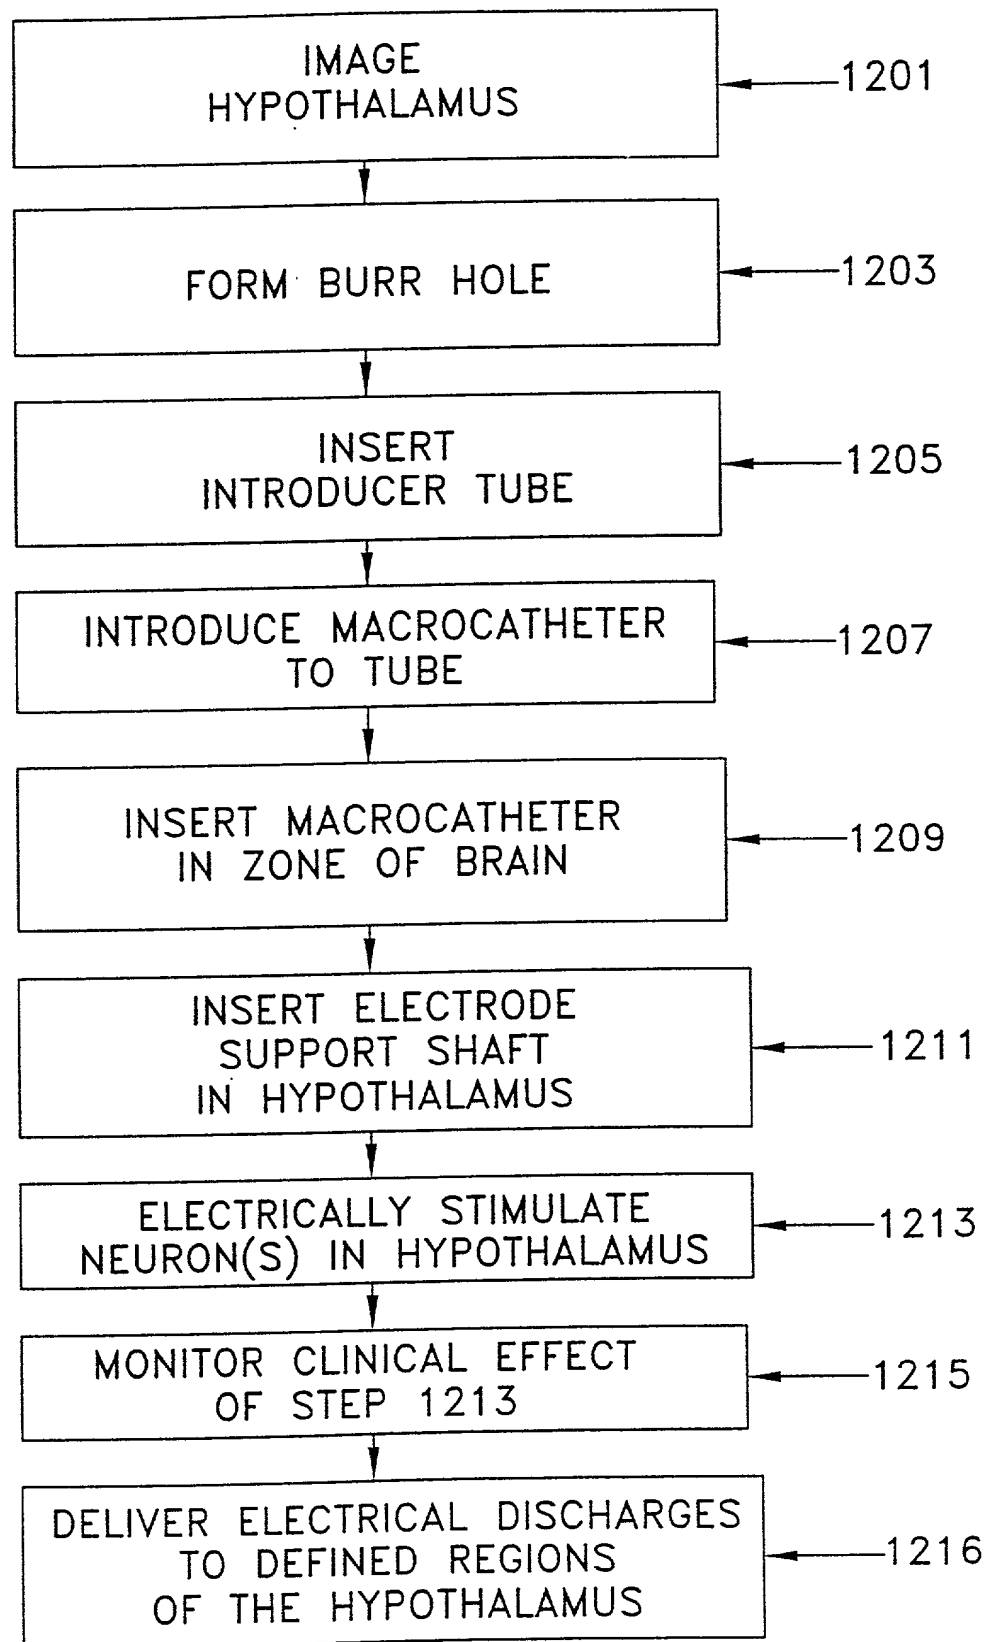 IMAGE
HYPOTHALAMUS
1201
FORM BURR HOLE
1203
INSERT
INTRODUCER TUBE
1205
INTRODUCE MACROCATHETER
TO TUBE
1207
INSERT MACROCATHETER
IN ZONE OF BRAIN
1209
INSERT ELECTRODE
SUPPORT SHAFT
IN HYPOTHALAMUS
1211
ELECTRICALLY STIMULATE
NEURON(S) IN HYPOTHALAMUS
1213
MONITOR CLINICAL EFFECT
OF STEP 1213
1215
DELIVER ELECTRICAL DISCHARGES
TO DEFINED REGIONS
OF THE HYPOTHALAMUS
1216